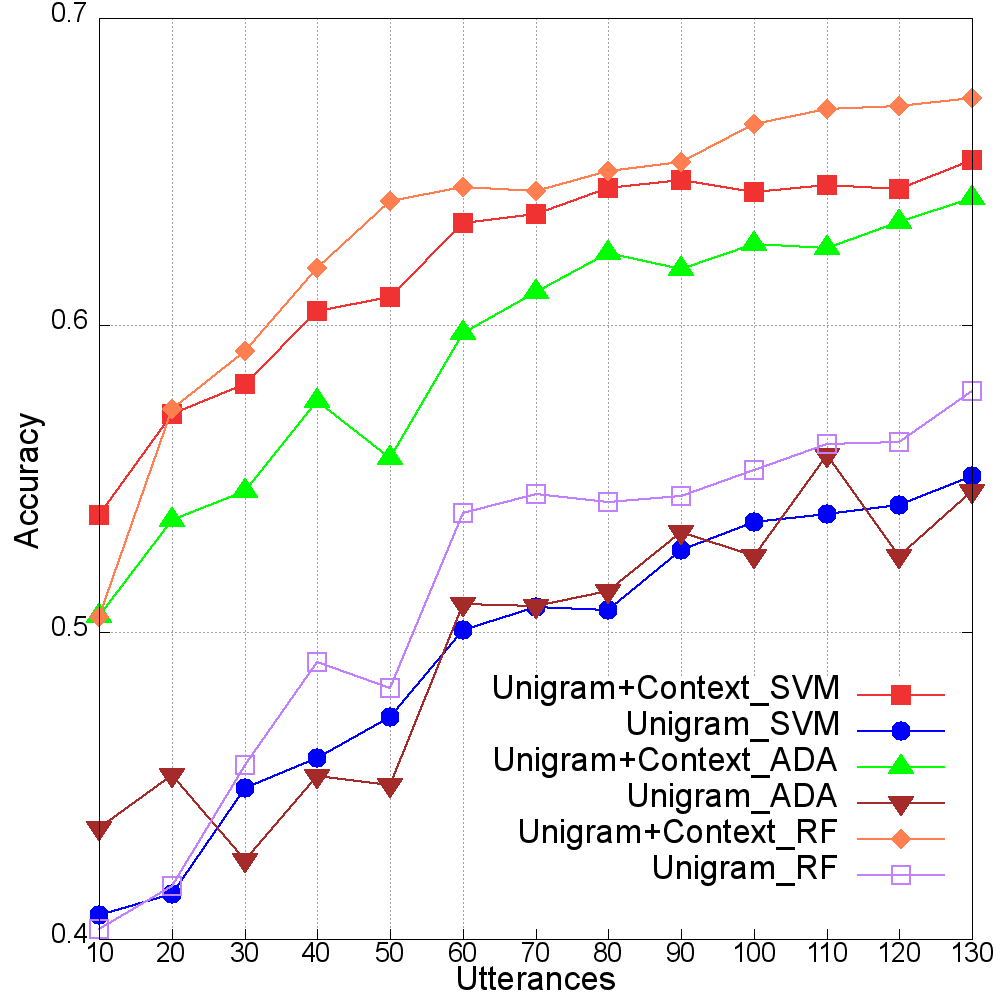 0.7
0.6
0.5
0.4
Accuracy
10 20 30 40 50 60 70 80 90 100 110 120 130
Utterances
Unigram+Context_SVM
Unigram_SVM
Unigram+Context_ADA
Unigram_ADA
Unigram+Context_RF
Unigram_RF